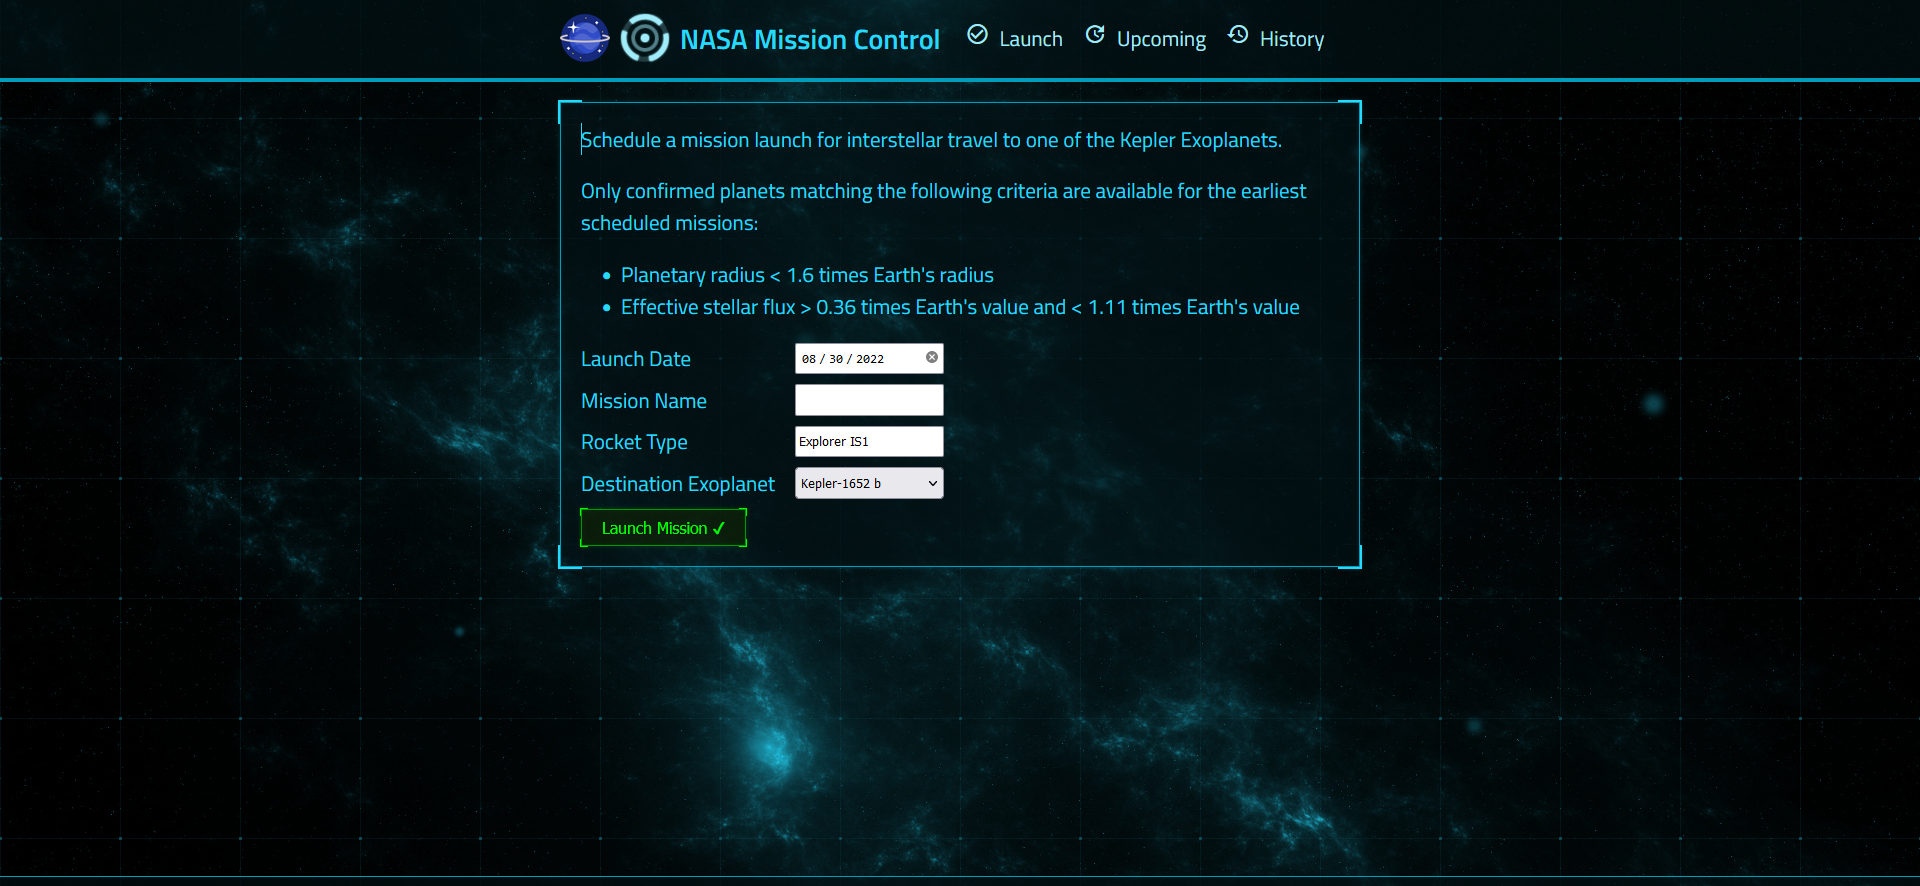 NASA Mission Control
Launch
Upcoming
History
Schedule a mission launch for interstellar travel to one of the Kepler Exoplanets.
Only confirmed planets matching the following criteria are available for the earliest
scheduled missions:
• Planetary radius < 1.6 times Earth's radius
• Effective stellar flux > 0.36 times Earth's value and < 1.11 times Earth's value
Launch Date 08 / 30 / 2022
Mission Name
Rocket Type Explorer IS1
Destination Exoplanet Kepler-1652 b
Launch Mission ✓